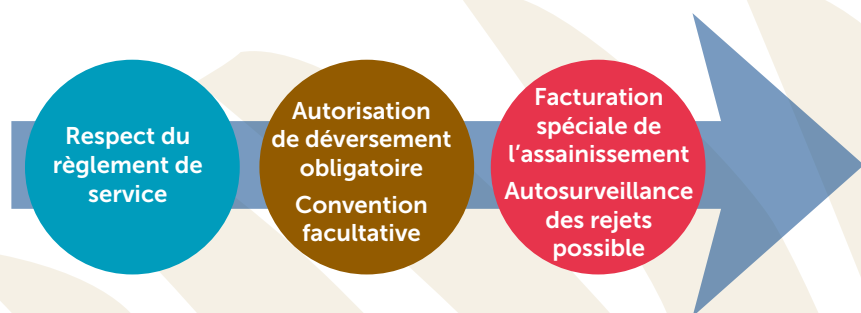 Respect du
règlement de
service
Autorisation
de déversement
obligatoire
Convention
facultative
Facturation
spéciale de
l'assainissement
Autosurveillance
des rejets
possible